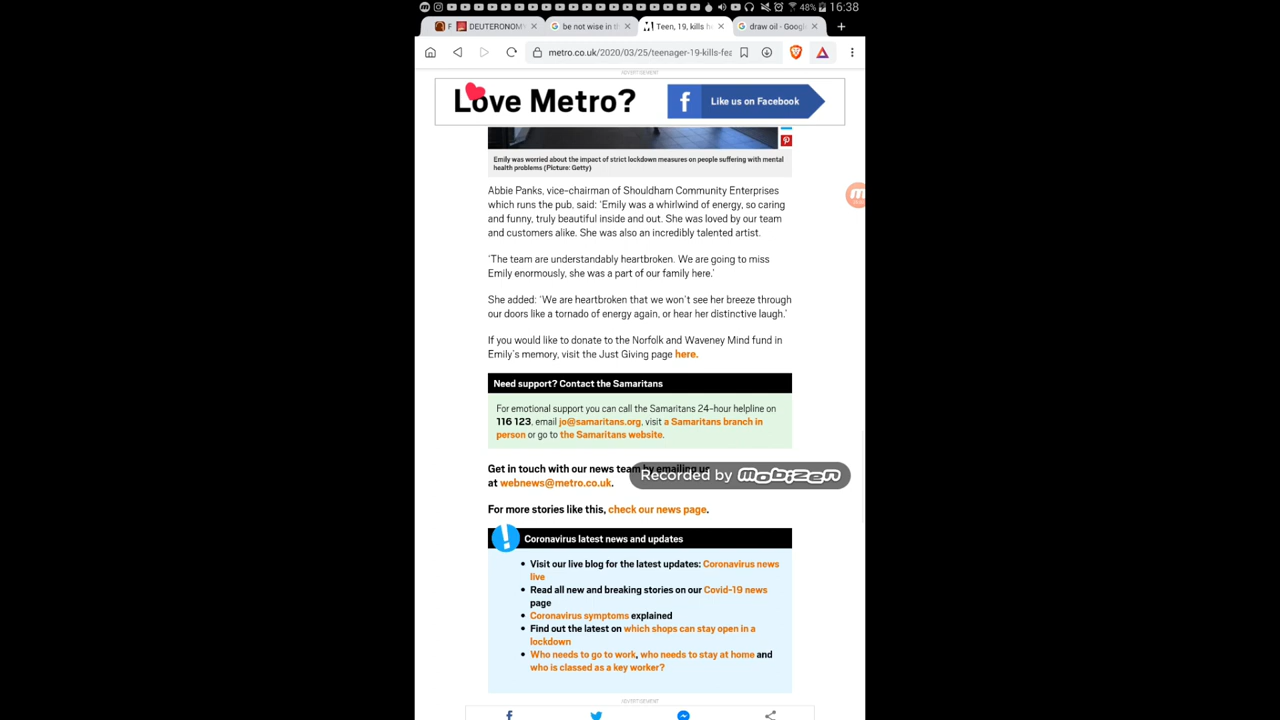 48% 16:38
F DEUTERONOM
be not wise in th
Teen, 19, kills he
draw oil - Googl
metro.co.uk/2020/03/25/teenager-19-kills-fea
ADVERTISEMENT
Love Metro?
f Like us on Facebook
Emily was worried about the impact of strict lockdown measures on people suffering with mental
health problems (Picture: Getty)
Abbie Panks, vice-chairman of Shouldham Community Enterprises
which runs the pub, said: ‘Emily was a whirlwind of energy, so caring
and funny, truly beautiful inside and out. She was loved by our team
and customers alike. She was also an incredibly talented artist.
‘The team are understandably heartbroken. We are going to miss
Emily enormously, she was a part of our family here.’
She added: ‘We are heartbroken that we won’t see her breeze through
our doors like a tornado of energy again, or hear her distinctive laugh.’
If you would like to donate to the Norfolk and Waveney Mind fund in
Emily’s memory, visit the Just Giving page here.
Need support? Contact the Samaritans
For emotional support you can call the Samaritans 24-hour helpline on
116 123, email jo@samaritans.org, visit a Samaritans branch in
person or go to the Samaritans website.
Get in touch with our news team by emailing us
at webnews@metro.co.uk.
Recorded by mobizen
For more stories like this, check our news page.
Coronavirus latest news and updates
Visit our live blog for the latest updates: Coronavirus news
live
Read all new and breaking stories on our Covid-19 news
page
Coronavirus symptoms explained
Find out the latest on which shops can stay open in a
lockdown
Who needs to go to work, who needs to stay at home and
who is classed as a key worker?
ADVERTISEMENT